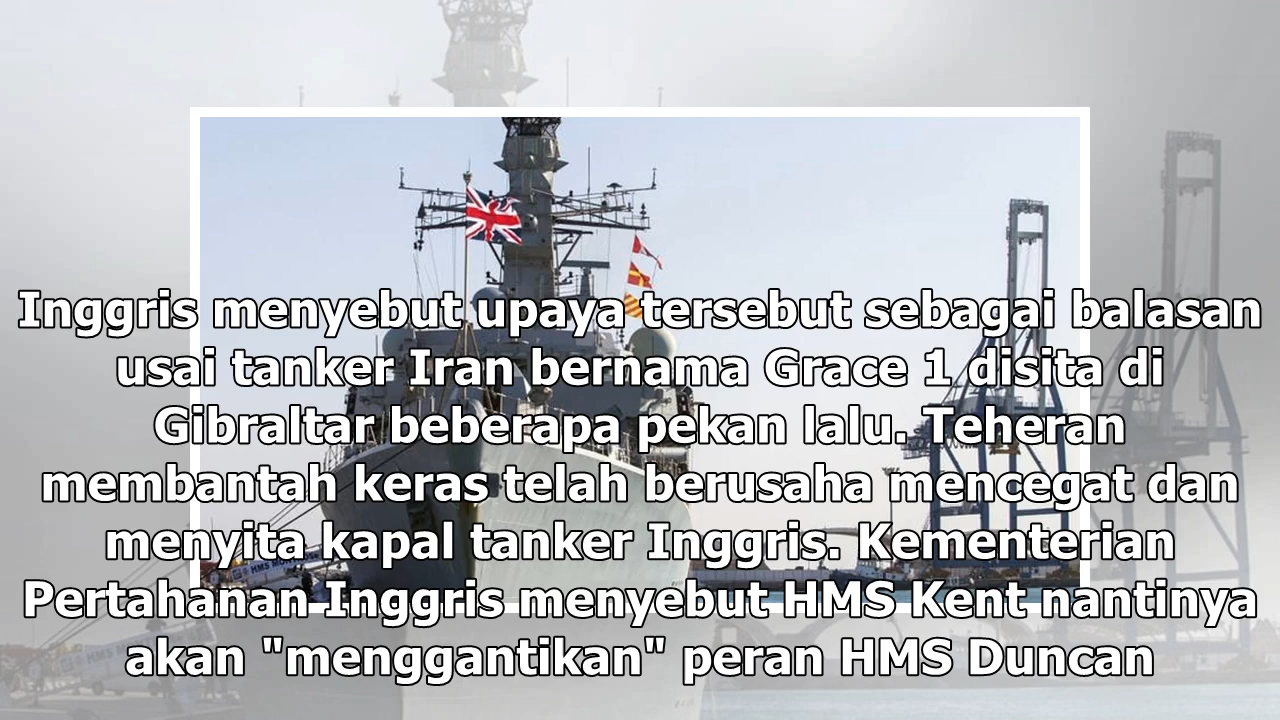 Inggris menyebut upaya tersebut sebagai balasan
usai tanker Iran bernama Grace 1 disita di
Gibraltar beberapa pekan lalu. Teheran
membantah keras telah berusaha mencegat dan
menyita kapal tanker Inggris. Kementerian
Pertahanan Inggris menyebut HMS Kent nantinya
akan "menggantikan" peran HMS Duncan